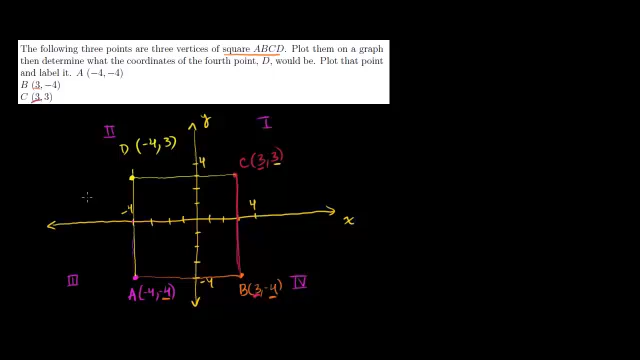 The following three points are three vertices of square ABCD. Plot them on a graph
then determine what the coordinates of the fourth point, D, would be. Plot that point
and label it. A (−4, −4)
B (3, −4)
C (3, 3)
II
y
I
D (-4, 3)
4
C (3, 3)
-4
4
x
III
A (-4, -4)
-4
B (3, -4)
IV